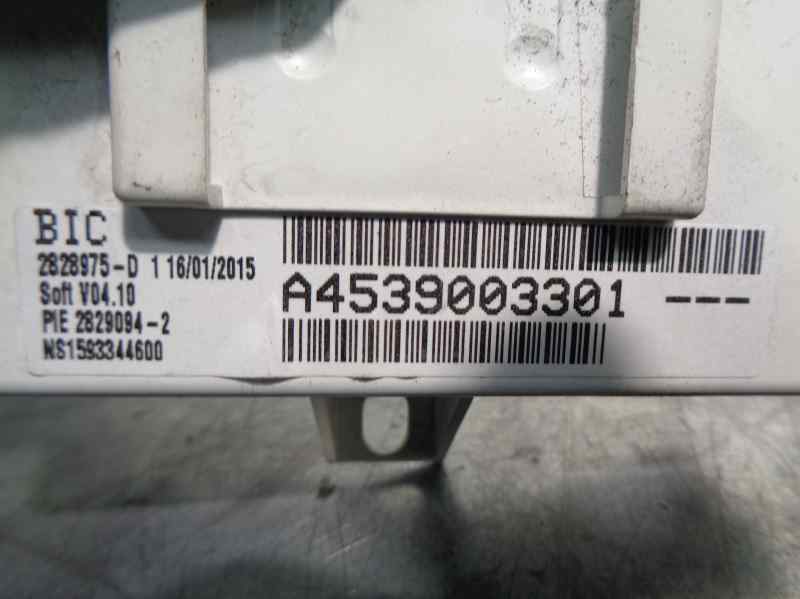 BIC
2828975-D 1 16/01/2015
Soft V04.10
PIE 2829094-2
NS1593344600
A4539003301 ---